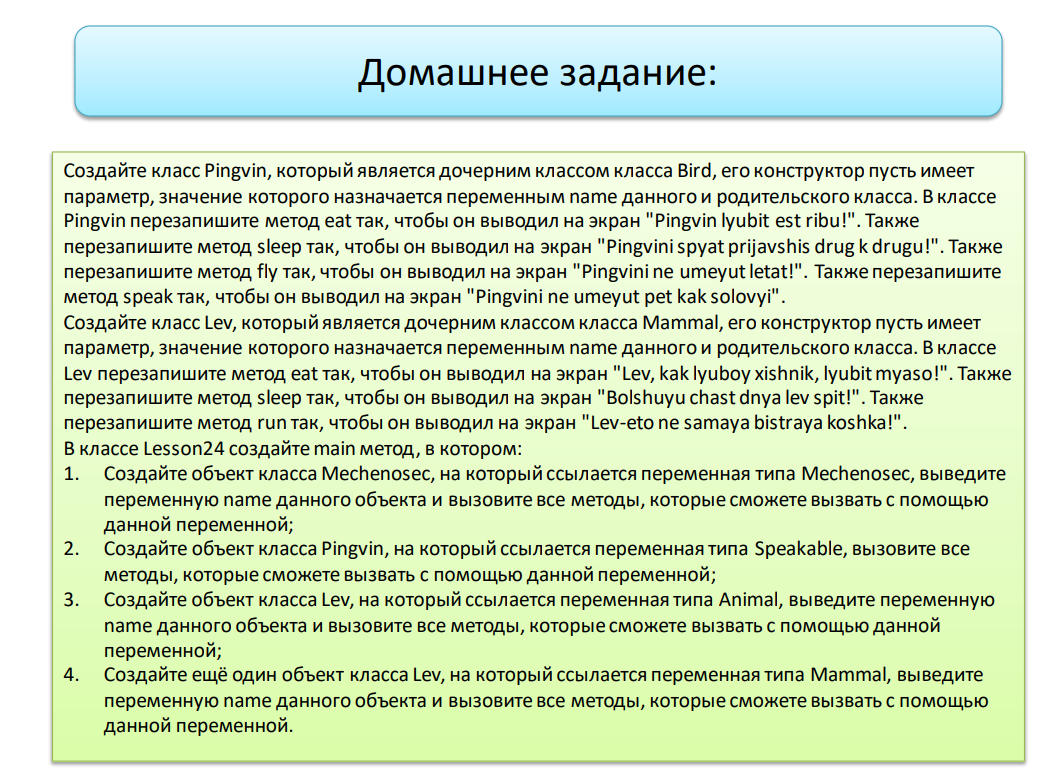 Домашнее задание:
Создайте класс Pingvin, который является дочерним классом класса Bird, его конструктор пусть имеет
параметр, значение которого назначается переменным name данного и родительского класса. В классе
Pingvin перезапишите метод eat так, чтобы он выводил на экран "Pingvin lyubit est ribu!". Также
перезапишите метод sleep так, чтобы он выводил на экран "Pingvini spyat prijavshis drug k drugu!". Также
перезапишите метод fly так, чтобы он выводил на экран "Pingvini ne umeyut letat!". Также перезапишите
метод speak так, чтобы он выводил на экран "Pingvini ne umeyut pet kak solovyi".
Создайте класс Lev, который является дочерним классом класса Mammal, его конструктор пусть имеет
параметр, значение которого назначается переменным name данного и родительского класса. В классе
Lev перезапишите метод eat так, чтобы он выводил на экран "Lev, kak lyuboy xishnik, lyubit myaso!". Также
перезапишите метод sleep так, чтобы он выводил на экран "Bolshuyu chast dnya lev spit!". Также
перезапишите метод run так, чтобы он выводил на экран "Lev-eto ne samaya bistraya koshka!".
В классе Lesson24 создайте main метод, в котором:
1. Создайте объект класса Mechenosec, на который ссылается переменная типа Mechenosec, выведите
переменную name данного объекта и вызовите все методы, которые сможете вызвать с помощью
данной переменной;
2. Создайте объект класса Pingvin, на который ссылается переменная типа Speakable, вызовите все
методы, которые сможете вызвать с помощью данной переменной;
3. Создайте объект класса Lev, на который ссылается переменная типа Animal, выведите переменную
name данного объекта и вызовите все методы, которые сможете вызвать с помощью данной
переменной;
4. Создайте ещё один объект класса Lev, на который ссылается переменная типа Mammal, выведите
переменную name данного объекта и вызовите все методы, которые сможете вызвать с помощью
данной переменной.